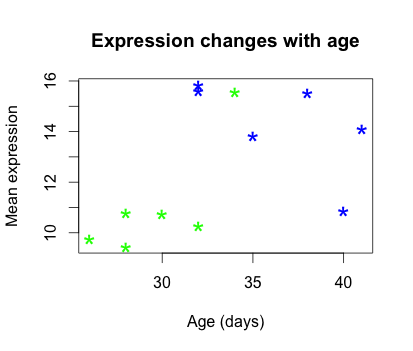 Expression changes with age
Mean expression
16
14
12
10
30 35 40
Age (days)